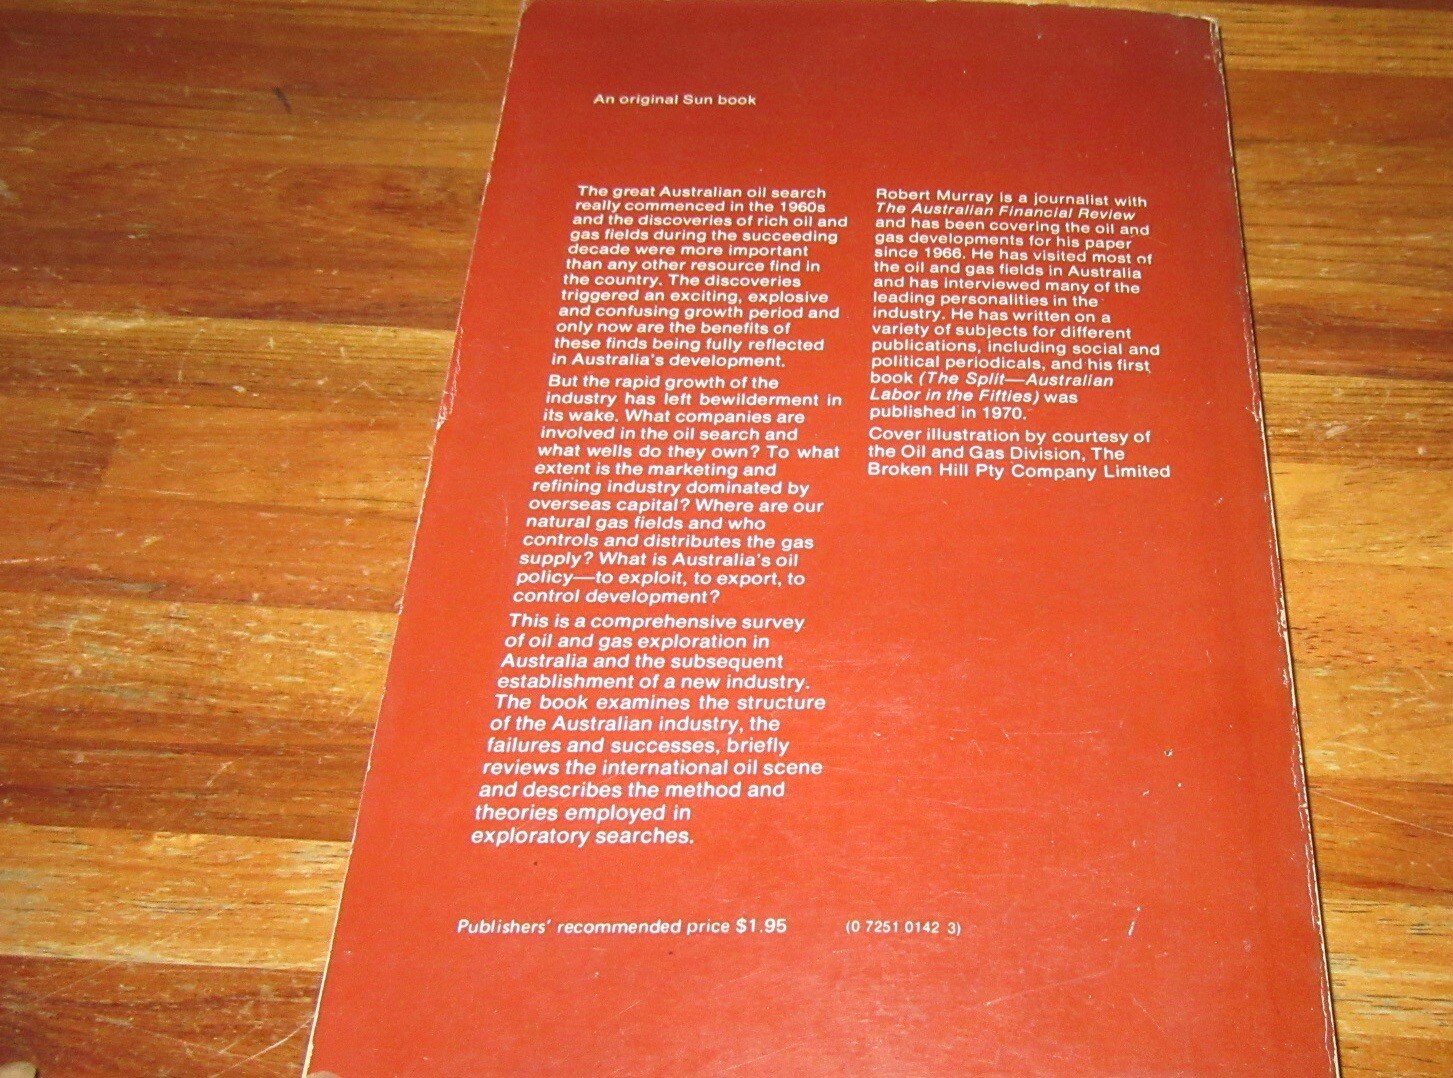 An original Sun book
The great Australian oil search
really commenced in the 1960s
and the discoveries of rich oil and
gas fields during the succeeding
decade were more important
than any other resource find in
the country. The discoveries
triggered an exciting, explosive
and confusing growth period and
only now are the benefits of
these finds being fully reflected
in Australia's development.
But the rapid growth of the
industry has left bewilderment in
its wake. What companies are
involved in the oil search and
what wells do they own? To what
extent is the marketing and
refining industry dominated by
overseas capital? Where are our
natural gas fields and who
controls and distributes the gas
supply? What is Australia's oil
policy—to exploit, to export, to
control development?
This is a comprehensive survey
of oil and gas exploration in
Australia and the subsequent
establishment of a new industry.
The book examines the structure
of the Australian industry, the
failures and successes, briefly
reviews the international oil scene
and describes the method and
theories employed in
exploratory searches.
Robert Murray is a journalist with
The Australian Financial Review
and has been covering the oil and
gas developments for his paper
since 1966. He has visited most of
the oil and gas fields in Australia
and has interviewed many of the
leading personalities in the
industry. He has written on a
variety of subjects for different
publications, including social and
political periodicals, and his first
book (The Split—Australian
Labor in the Fifties) was
published in 1970.
Cover illustration by courtesy of
the Oil and Gas Division, The
Broken Hill Pty Company Limited
Publishers' recommended price $1.95 (0 7251 0142 3)